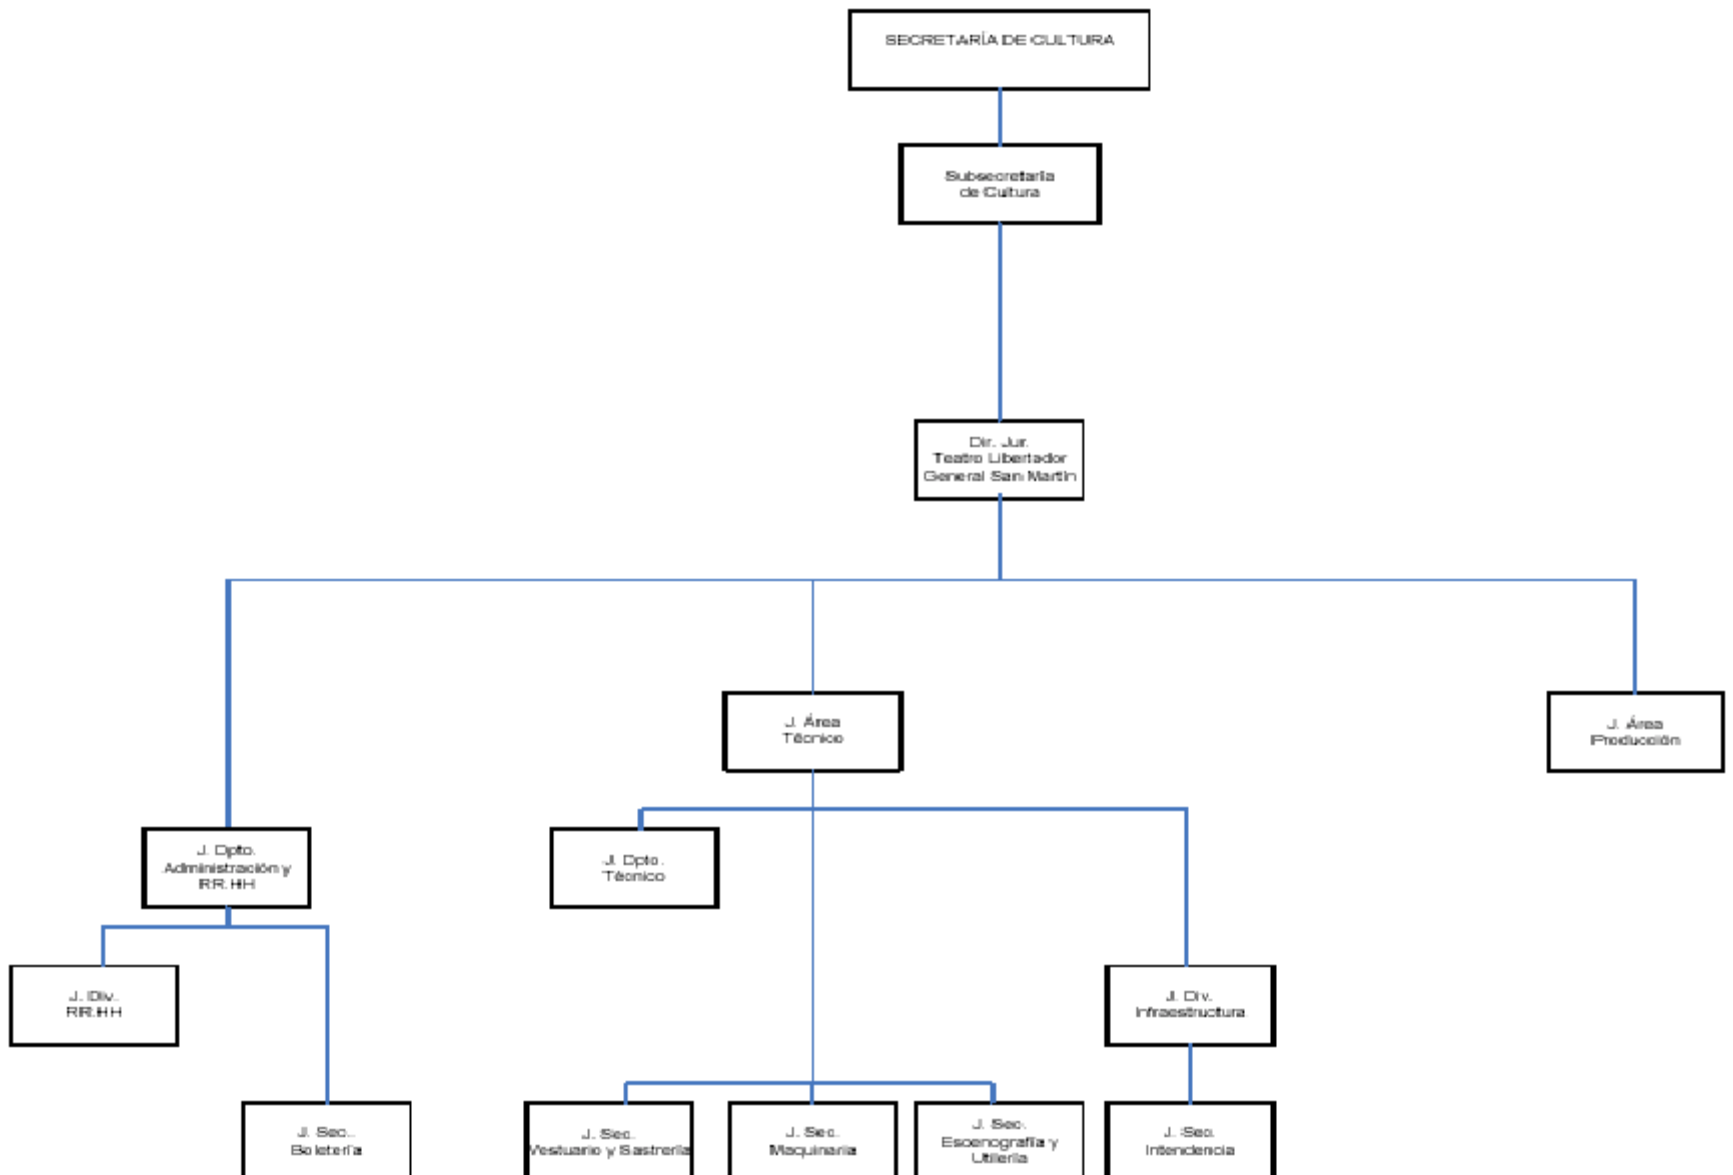 SECRETARÍA DE CULTURA
Subsecretaría
de Cultura
Dir. Jur.
Teatro Libertador
General San Martín
J. Área
Técnico
J. Área
Producción
J. Dpto.
Administración y
RR.HH
J. Dpto.
Técnico
J. Div.
RR.HH
J. Div.
Infraestructura
J. Sec.
Boletería
J. Sec.
Vestuario y Sastrería
J. Sec.
Maquinaria
J. Sec.
Escenografía y
Utilería
J. Sec.
Intendencia